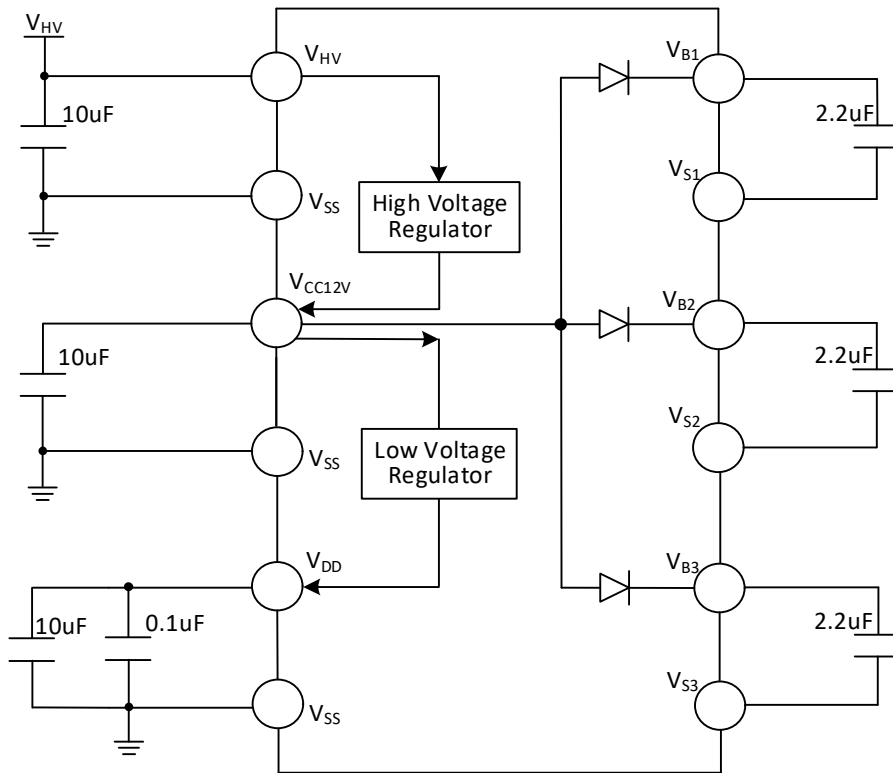 VHV
VHV
10uF
VSS
High Voltage
Regulator
VCC12V
10uF
VSS
Low Voltage
Regulator
VDD
10uF
0.1uF
VSS
VB1
2.2uF
VS1
VB2
2.2uF
VS2
VB3
2.2uF
VS3